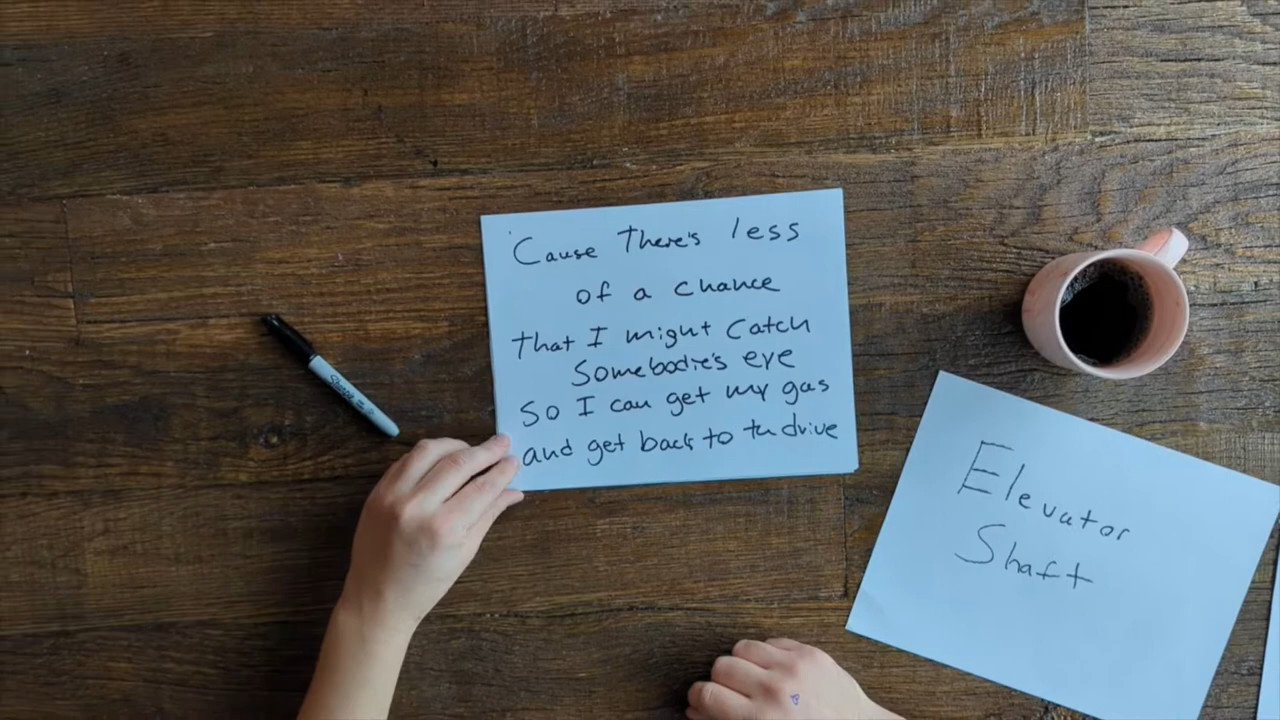 'Cause There's less
of a chance
that I might catch
Somebodie's eye
So I can get my gas
and get back to the drive
Elevator
Shaft
Sharpie